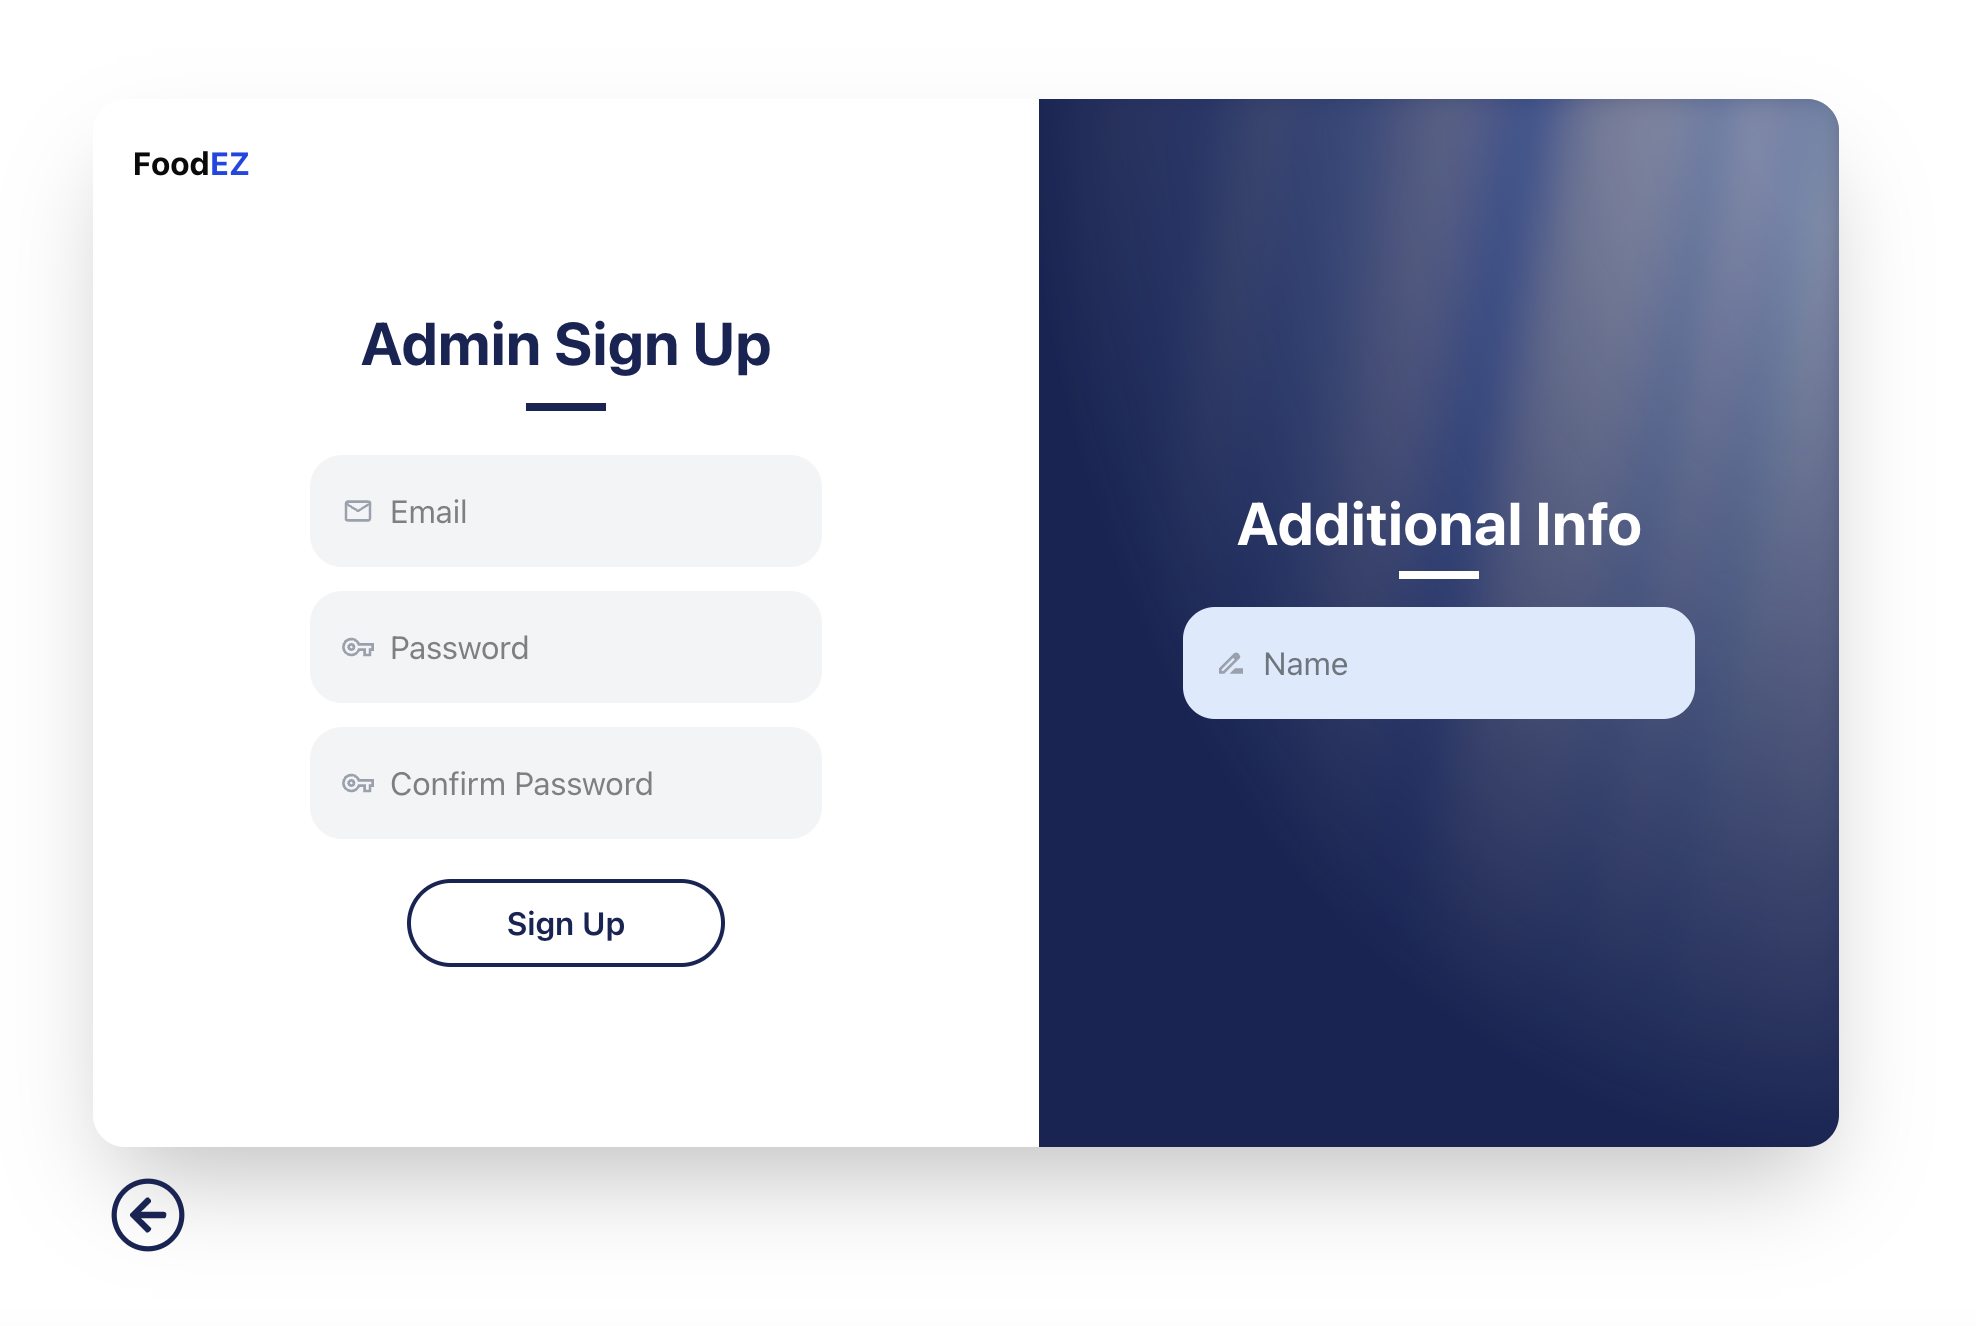 FoodEZ
Admin Sign Up
Email
Password
Confirm Password
Sign Up
Additional Info
Name